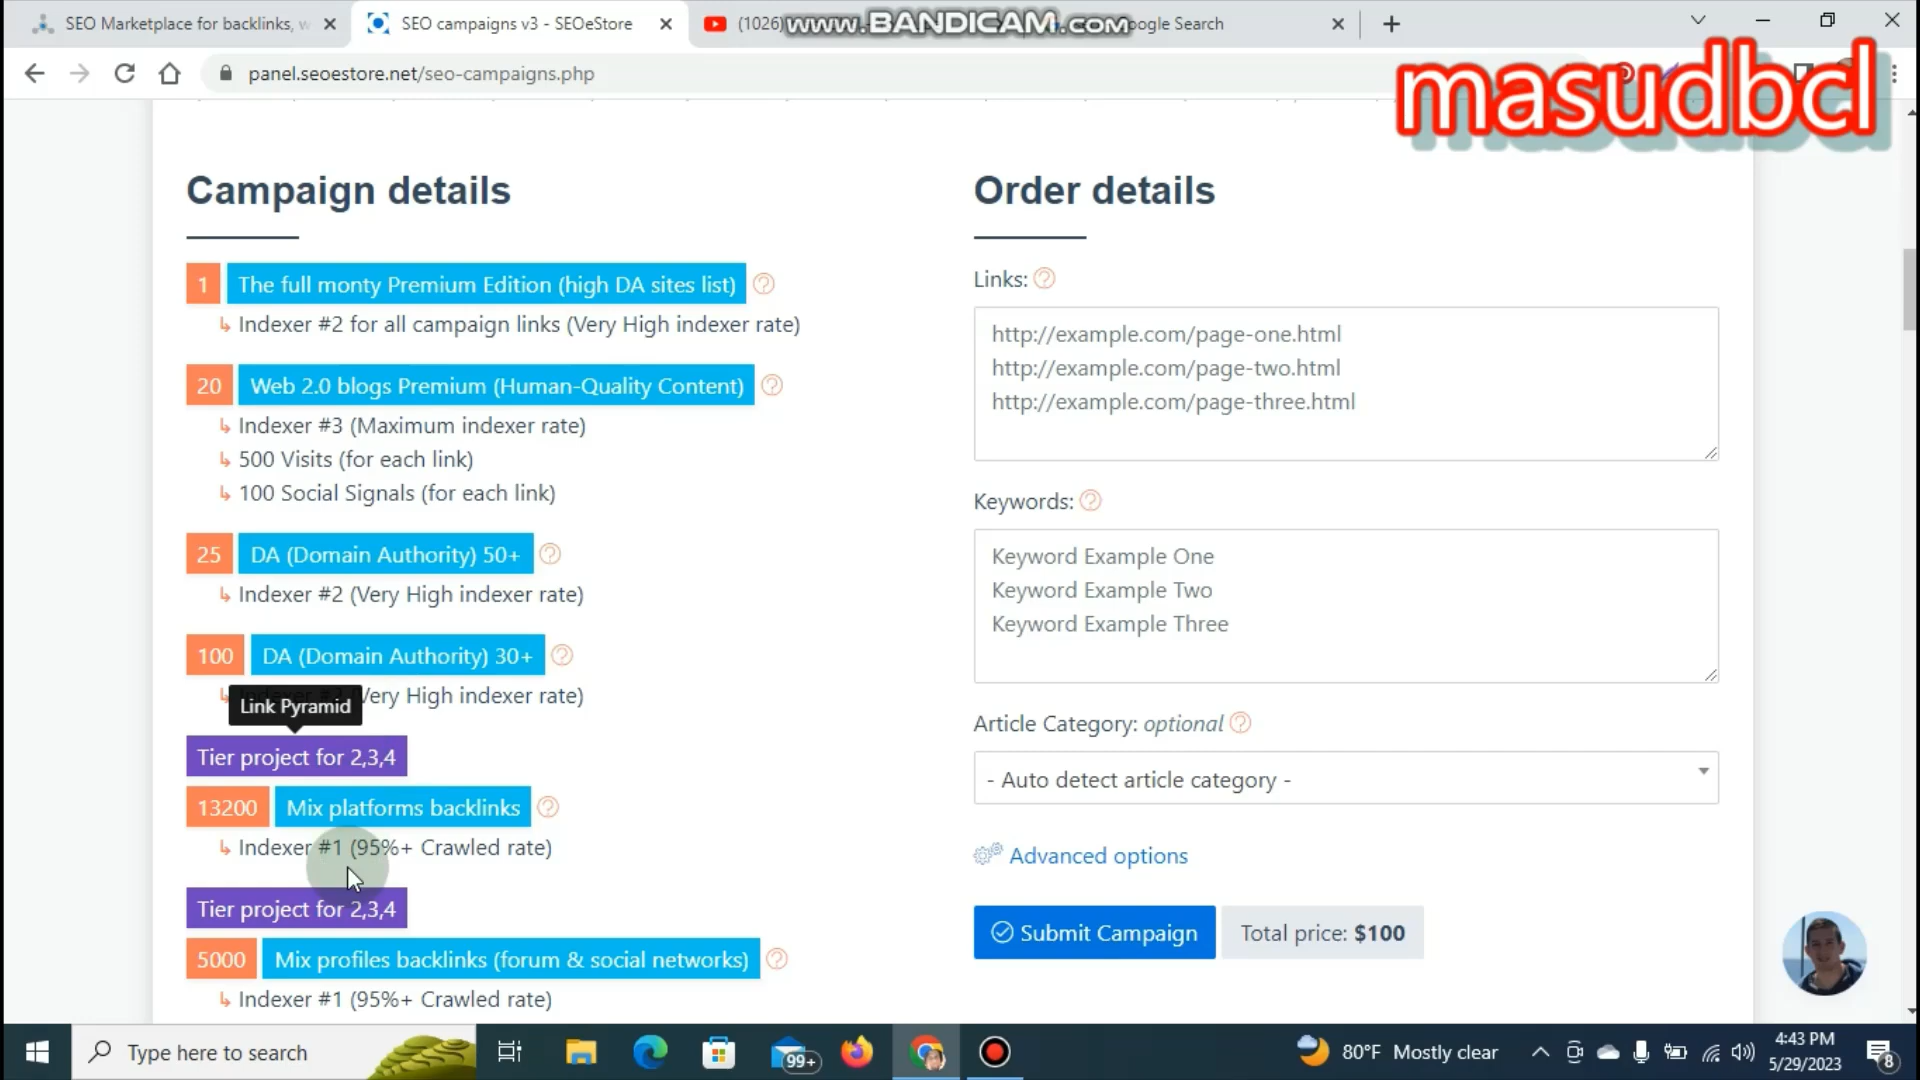 SEO Marketplace for backlinks, w
SEO campaigns v3 - SEOeStore
(1026)
www.BANDICAM.com
oogle Search
panel.seoestore.net/seo-campaigns.php
masudbcl
Campaign details
1 The full monty Premium Edition (high DA sites list)
Indexer #2 for all campaign links (Very High indexer rate)
20 Web 2.0 blogs Premium (Human-Quality Content)
Indexer #3 (Maximum indexer rate)
500 Visits (for each link)
100 Social Signals (for each link)
25 DA (Domain Authority) 50+
Indexer #2 (Very High indexer rate)
100 DA (Domain Authority) 30+
Very High indexer rate)
Link Pyramid
Tier project for 2,3,4
13200 Mix platforms backlinks
Indexer #1 (95%+ Crawled rate)
Tier project for 2,3,4
5000 Mix profiles backlinks (forum & social networks)
Indexer #1 (95%+ Crawled rate)
Order details
Links:
http://example.com/page-one.html
http://example.com/page-two.html
http://example.com/page-three.html
Keywords:
Keyword Example One
Keyword Example Two
Keyword Example Three
Article Category: optional
- Auto detect article category -
Advanced options
Submit Campaign
Total price: $100
Type here to search
99+
80°F Mostly clear
4:43 PM
5/29/2023
8